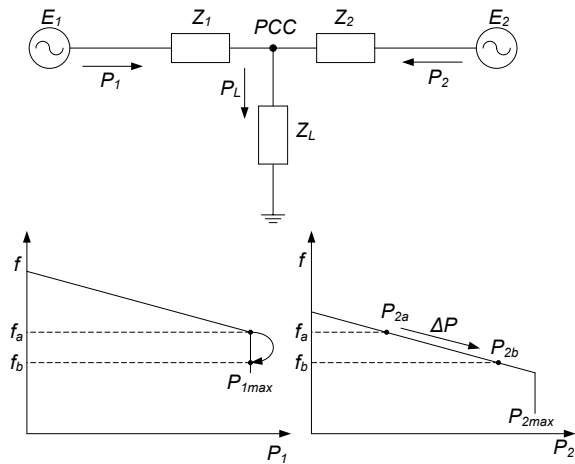 E1 Z1 PCC Z2 E2
P1 PL P2
ZL
f f
P2a ΔP
fa fa
P2b
fb fb
P1max
P2max
P1 P2